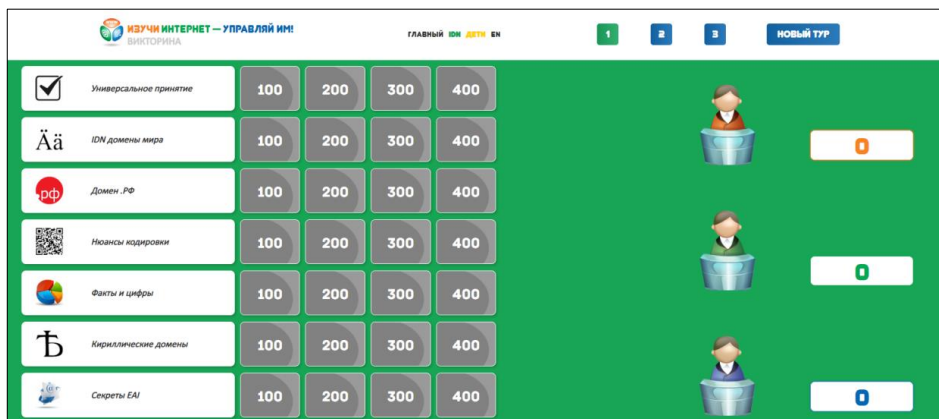 ИЗУЧИ ИНТЕРНЕТ — УПРАВЛЯЙ ИМ!
ВИКТОРИНА
ГЛАВНЫЙ IDN ДЕТИ EN
1 2 3 НОВЫЙ ТУР
Универсальное принятие 100 200 300 400
Ää IDN домены мира 100 200 300 400
0
.рф Домен .РФ 100 200 300 400
Нюансы кодировки 100 200 300 400
0
Факты и цифры 100 200 300 400
Ѣ Кириллические домены 100 200 300 400
Секреты EAI 100 200 300 400
0